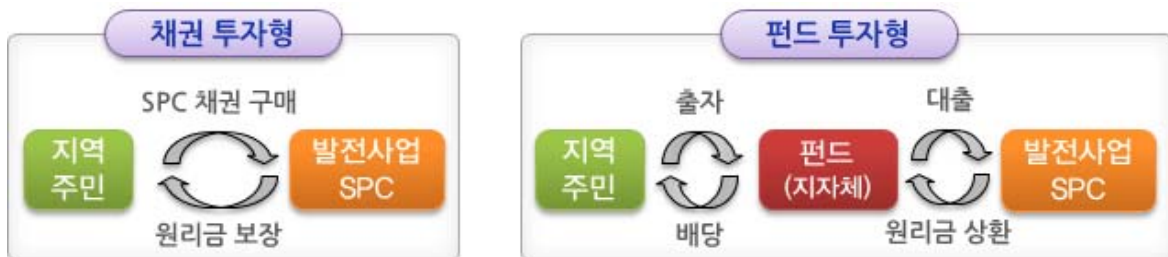 채권 투자형
SPC 채권 구매
지역
주민
발전사업
SPC
원리금 보장
펀드 투자형
출자
대출
지역
주민
펀드
(지자체)
발전사업
SPC
배당
원리금 상환